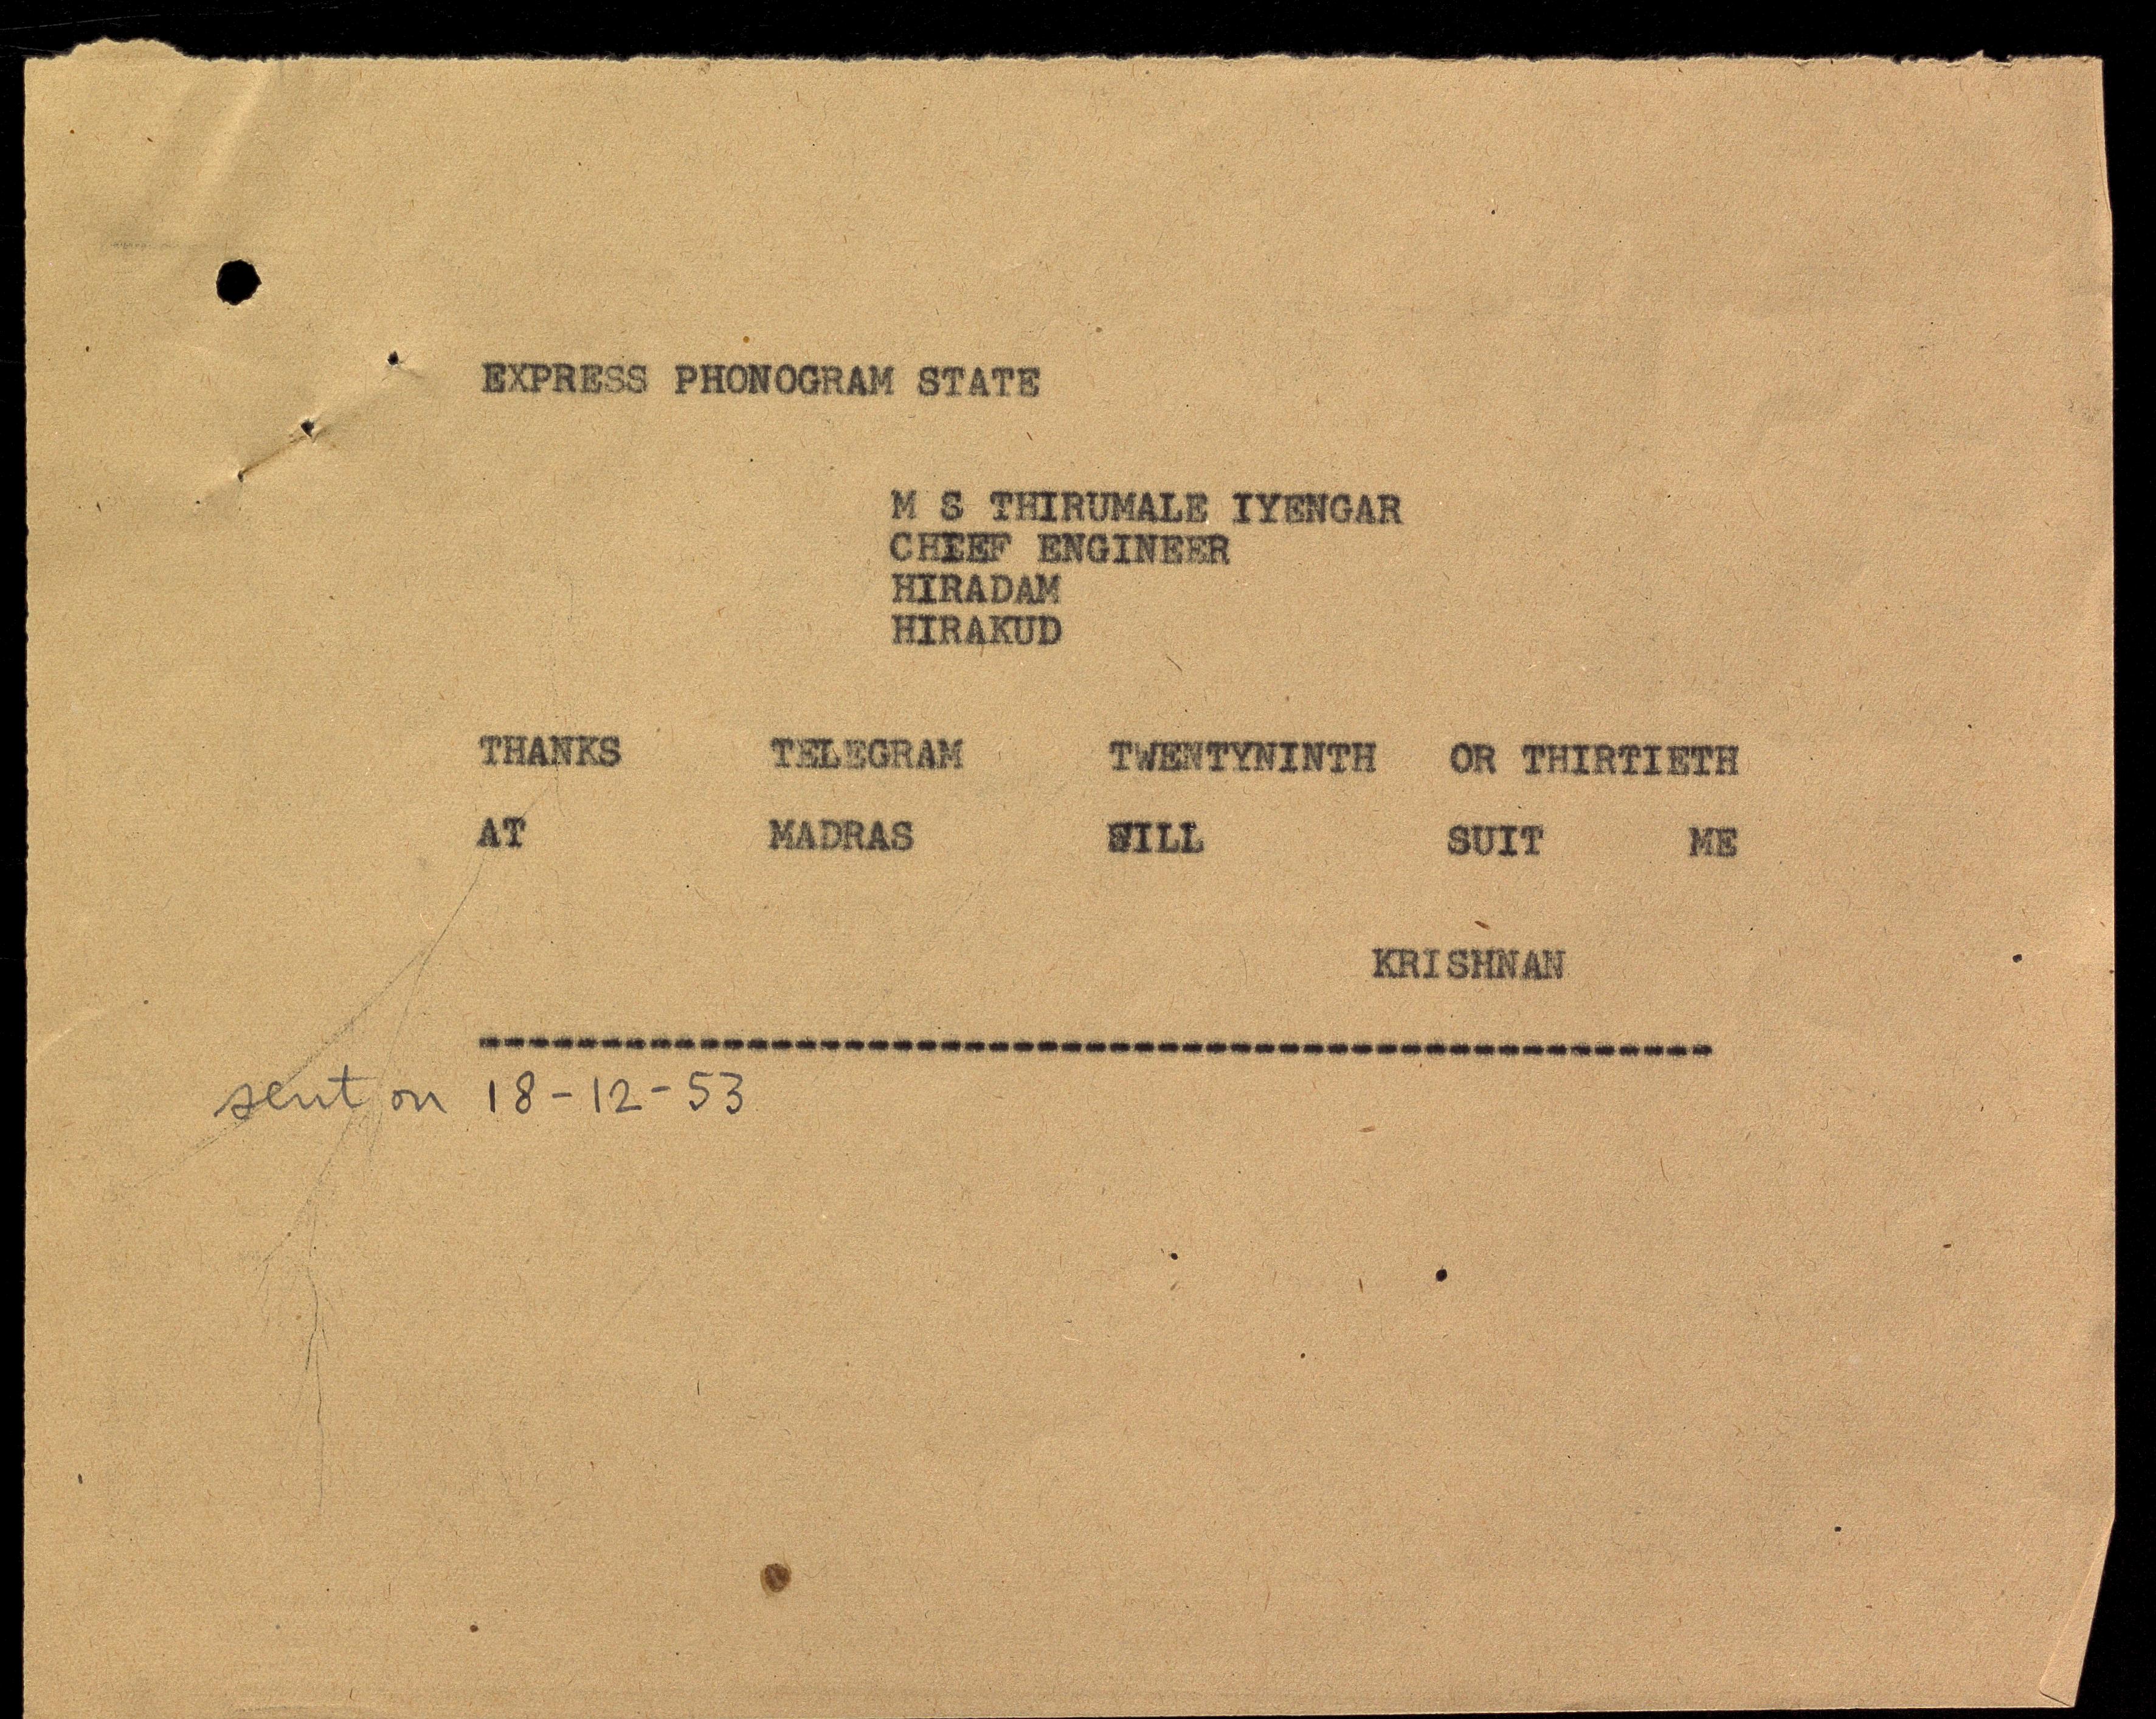 EXPRESS PHONOGRAM STATE
M S THIRUMALE IYENGAR
CHIEF ENGINEER
HIRADAM
HIRAKUD
THANKS TELEGRAM TWENTYNINTH OR THIRTIETH
AT MADRAS WILL SUIT ME
KRISHNAN
sent on 18-12-53